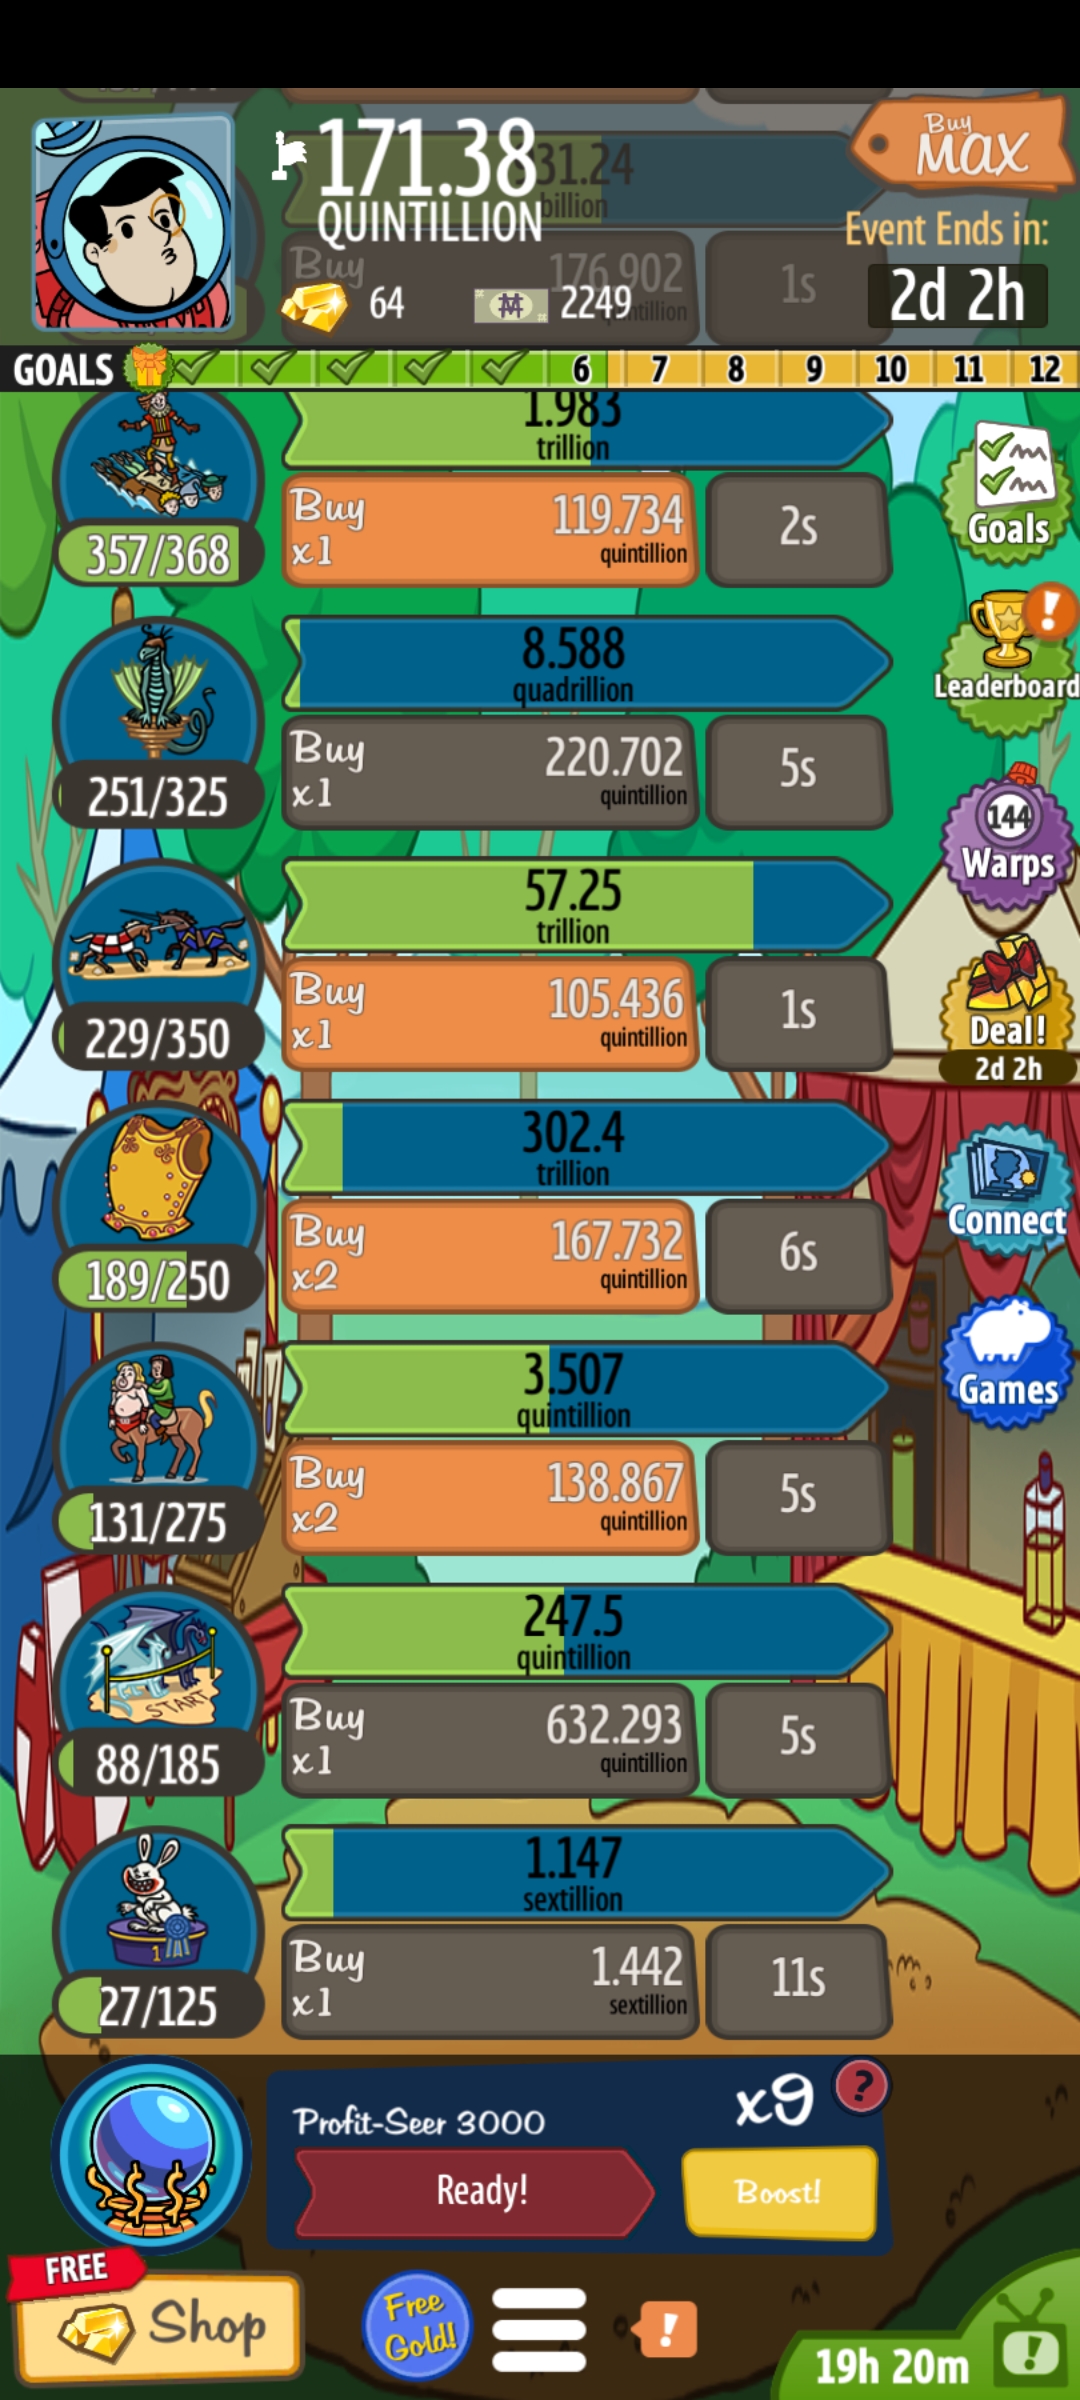 171.38
QUINTILLION
31.24
billion
Buy
MAX
Event Ends in:
2d 2h
Buy
176.902
1s
64
2249
GOALS
6
7
8
9
10
11
12
1.983
trillion
Buy
x1
119.734
quintillion
2s
357/368
Goals
8.588
quadrillion
Buy
x1
220.702
quintillion
5s
251/325
Leaderboard
57.25
trillion
Buy
x1
105.436
quintillion
1s
229/350
144
Warps
Deal!
2d 2h
302.4
trillion
Buy
x2
167.732
quintillion
6s
189/250
Connect
3.507
quintillion
Buy
x2
138.867
quintillion
5s
131/275
Games
247.5
quintillion
START
Buy
x1
632.293
quintillion
5s
88/185
1.147
sextillion
1
Buy
x1
1.442
sextillion
11s
27/125
Profit-Seer 3000
x9
?
Ready!
Boost!
FREE
Shop
Free
Gold!
!
19h 20m
!